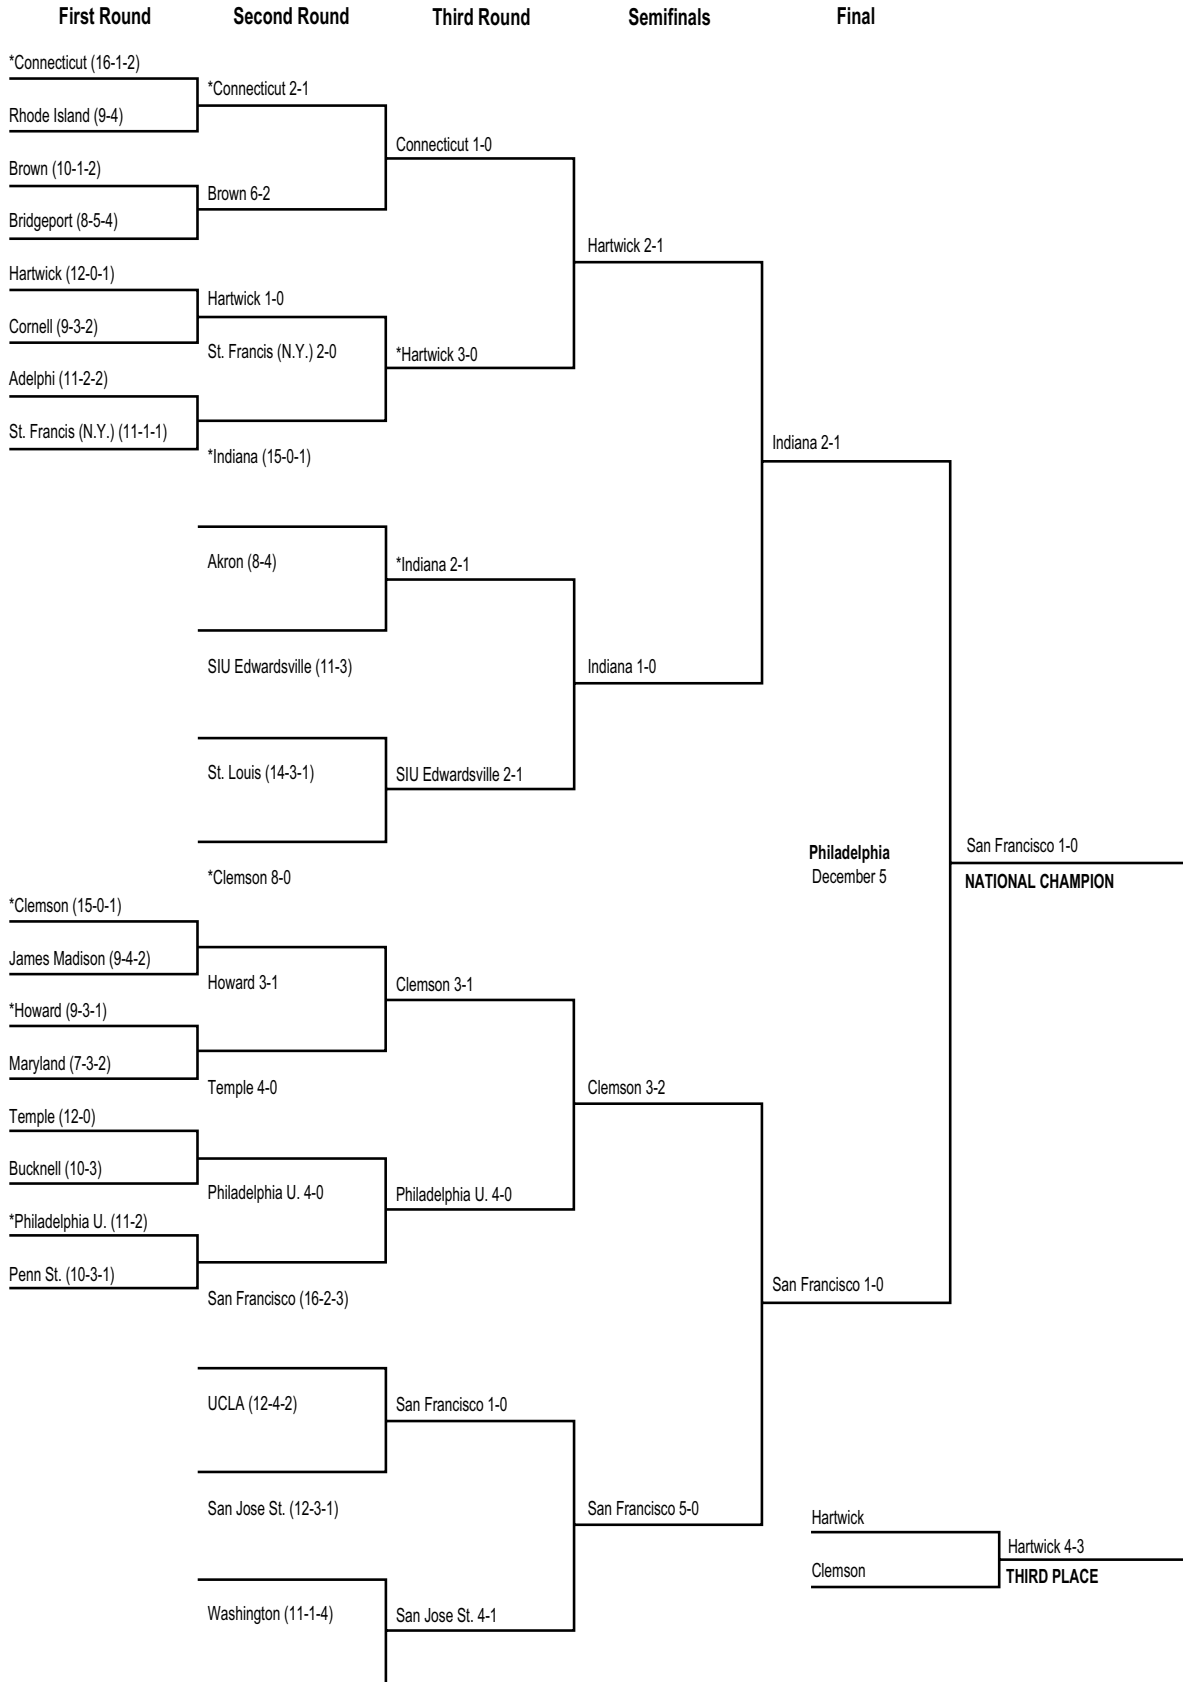 First Round
Second Round
Third Round
Semifinals
Final
*Connecticut (16-1-2)
Rhode Island (9-4)
Brown (10-1-2)
Bridgeport (8-5-4)
Hartwick (12-0-1)
Cornell (9-3-2)
Adelphi (11-2-2)
St. Francis (N.Y.) (11-1-1)
*Clemson (15-0-1)
James Madison (9-4-2)
*Howard (9-3-1)
Maryland (7-3-2)
Temple (12-0)
Bucknell (10-3)
*Philadelphia U. (11-2)
Penn St. (10-3-1)
*Connecticut 2-1
Brown 6-2
Hartwick 1-0
St. Francis (N.Y.) 2-0
*Indiana (15-0-1)
Akron (8-4)
SIU Edwardsville (11-3)
St. Louis (14-3-1)
*Clemson 8-0
Howard 3-1
Temple 4-0
Philadelphia U. 4-0
San Francisco (16-2-3)
UCLA (12-4-2)
San Jose St. (12-3-1)
Washington (11-1-4)
Connecticut 1-0
*Hartwick 3-0
*Indiana 2-1
SIU Edwardsville 2-1
Clemson 3-1
Philadelphia U. 4-0
San Francisco 1-0
San Jose St. 4-1
Hartwick 2-1
Indiana 1-0
Clemson 3-2
San Francisco 5-0
Indiana 2-1
San Francisco 1-0
Philadelphia
December 5
San Francisco 1-0
NATIONAL CHAMPION
Hartwick
Clemson
Hartwick 4-3
THIRD PLACE